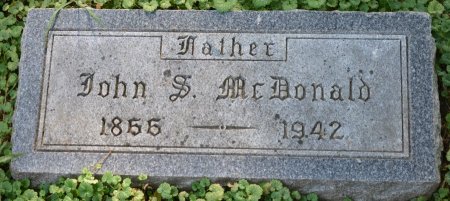 Father
John S. McDonald
1866 — 1942